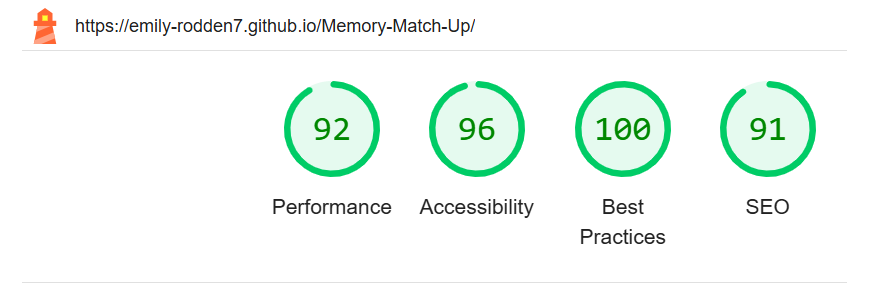 https://emily-rodden7.github.io/Memory-Match-Up/
92
96
100
91
Performance
Accessibility
Best
Practices
SEO